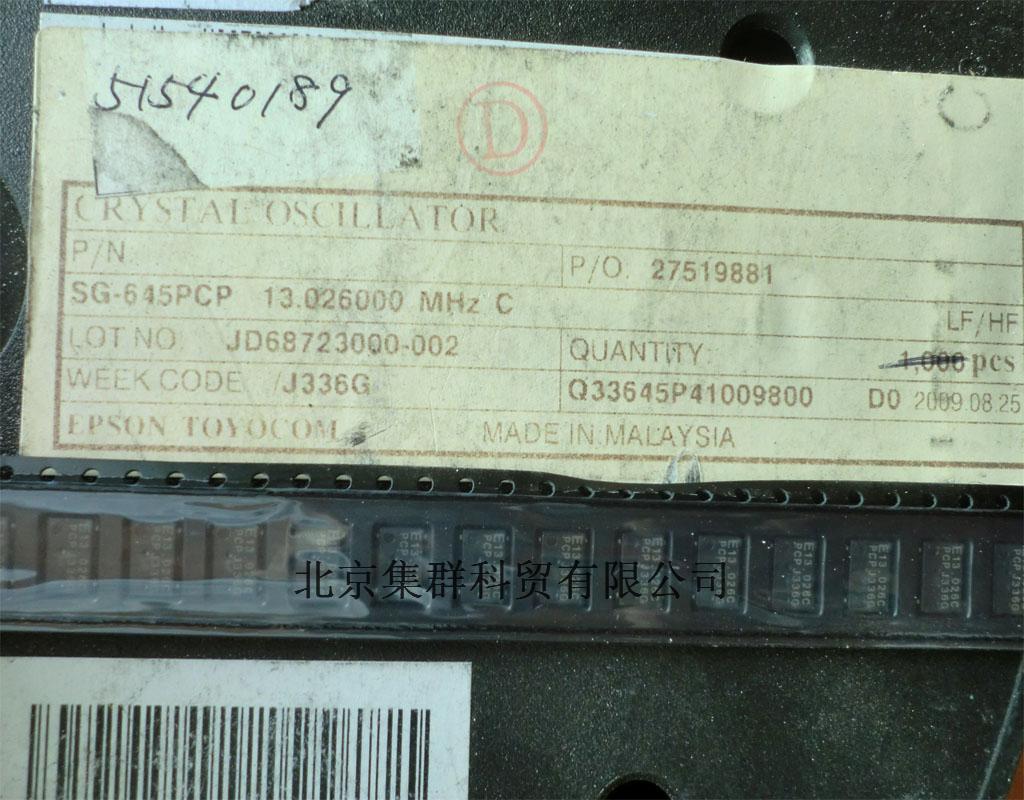 51540189
D
CRYSTAL OSCILLATOR
P/N
P/O. 27519881
SG-645PCP 13.026000 MHz C
LF/HF
LOT NO. JD68723000-002
QUANTITY: 1,000 pcs
WEEK CODE /J336G
Q33645P41009800 D0 2009.08.25
EPSON TOYOCOM
MADE IN MALAYSIA
E13.026C
PCP J336G
北京集群科贸有限公司